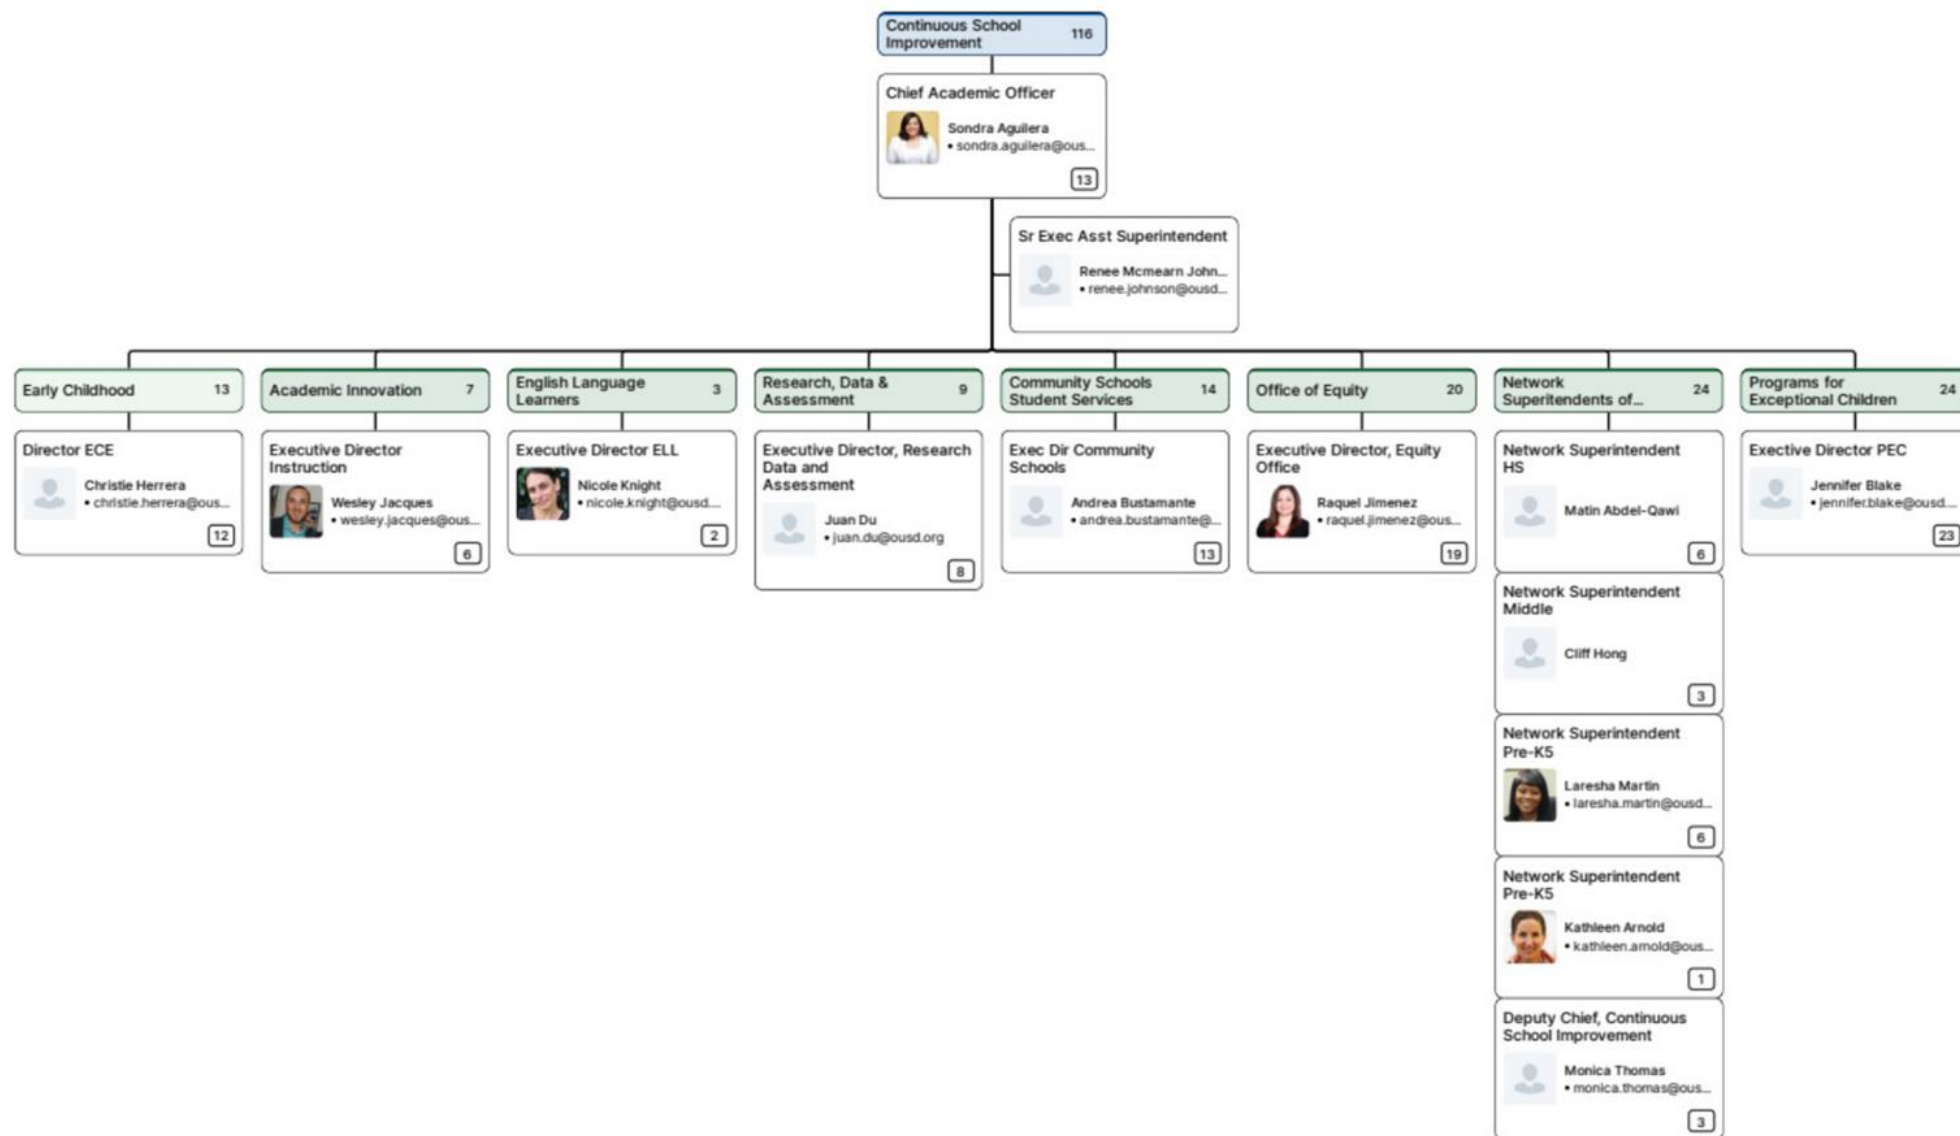 Continuous School
Improvement
116
Chief Academic Officer
Sondra Aguilera
• sondra.aguilera@ous...
13
Sr Exec Asst Superintendent
Renee Mcmearn John...
• renee.johnson@ousd...
Early Childhood
13
Director ECE
Christie Herrera
• christie.herrera@ous...
12
Academic Innovation
7
Executive Director
Instruction
Wesley Jacques
• wesley.jacques@ous...
6
English Language
Learners
3
Executive Director ELL
Nicole Knight
• nicole.knight@ousd....
2
Research, Data &
Assessment
9
Executive Director, Research
Data and
Assessment
Juan Du
• juan.du@ousd.org
8
Community Schools
Student Services
14
Exec Dir Community
Schools
Andrea Bustamante
• andrea.bustamante@...
13
Office of Equity
20
Executive Director, Equity
Office
Raquel Jimenez
• raquel.jimenez@ous...
19
Network
Superitendents of...
24
Network Superintendent
HS
Matin Abdel-Qawi
6
Network Superintendent
Middle
Cliff Hong
3
Network Superintendent
Pre-K5
Laresha Martin
• laresha.martin@ousd...
6
Network Superintendent
Pre-K5
Kathleen Arnold
• kathleen.arnold@ous...
1
Deputy Chief, Continuous
School Improvement
Monica Thomas
• monica.thomas@ous...
3
Programs for
Exceptional Children
24
Exective Director PEC
Jennifer Blake
• jennifer.blake@ousd....
23